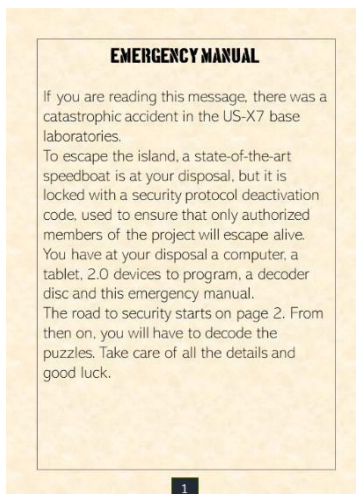 EMERGENCY MANUAL
If you are reading this message, there was a
catastrophic accident in the US-X7 base
laboratories.
To escape the island, a state-of-the-art
speedboat is at your disposal, but it is
locked with a security protocol deactivation
code, used to ensure that only authorized
members of the project will escape alive.
You have at your disposal a computer, a
tablet, 2.0 devices to program, a decoder
disc and this emergency manual.
The road to security starts on page 2. From
then on, you will have to decode the
puzzles. Take care of all the details and
good luck.
1